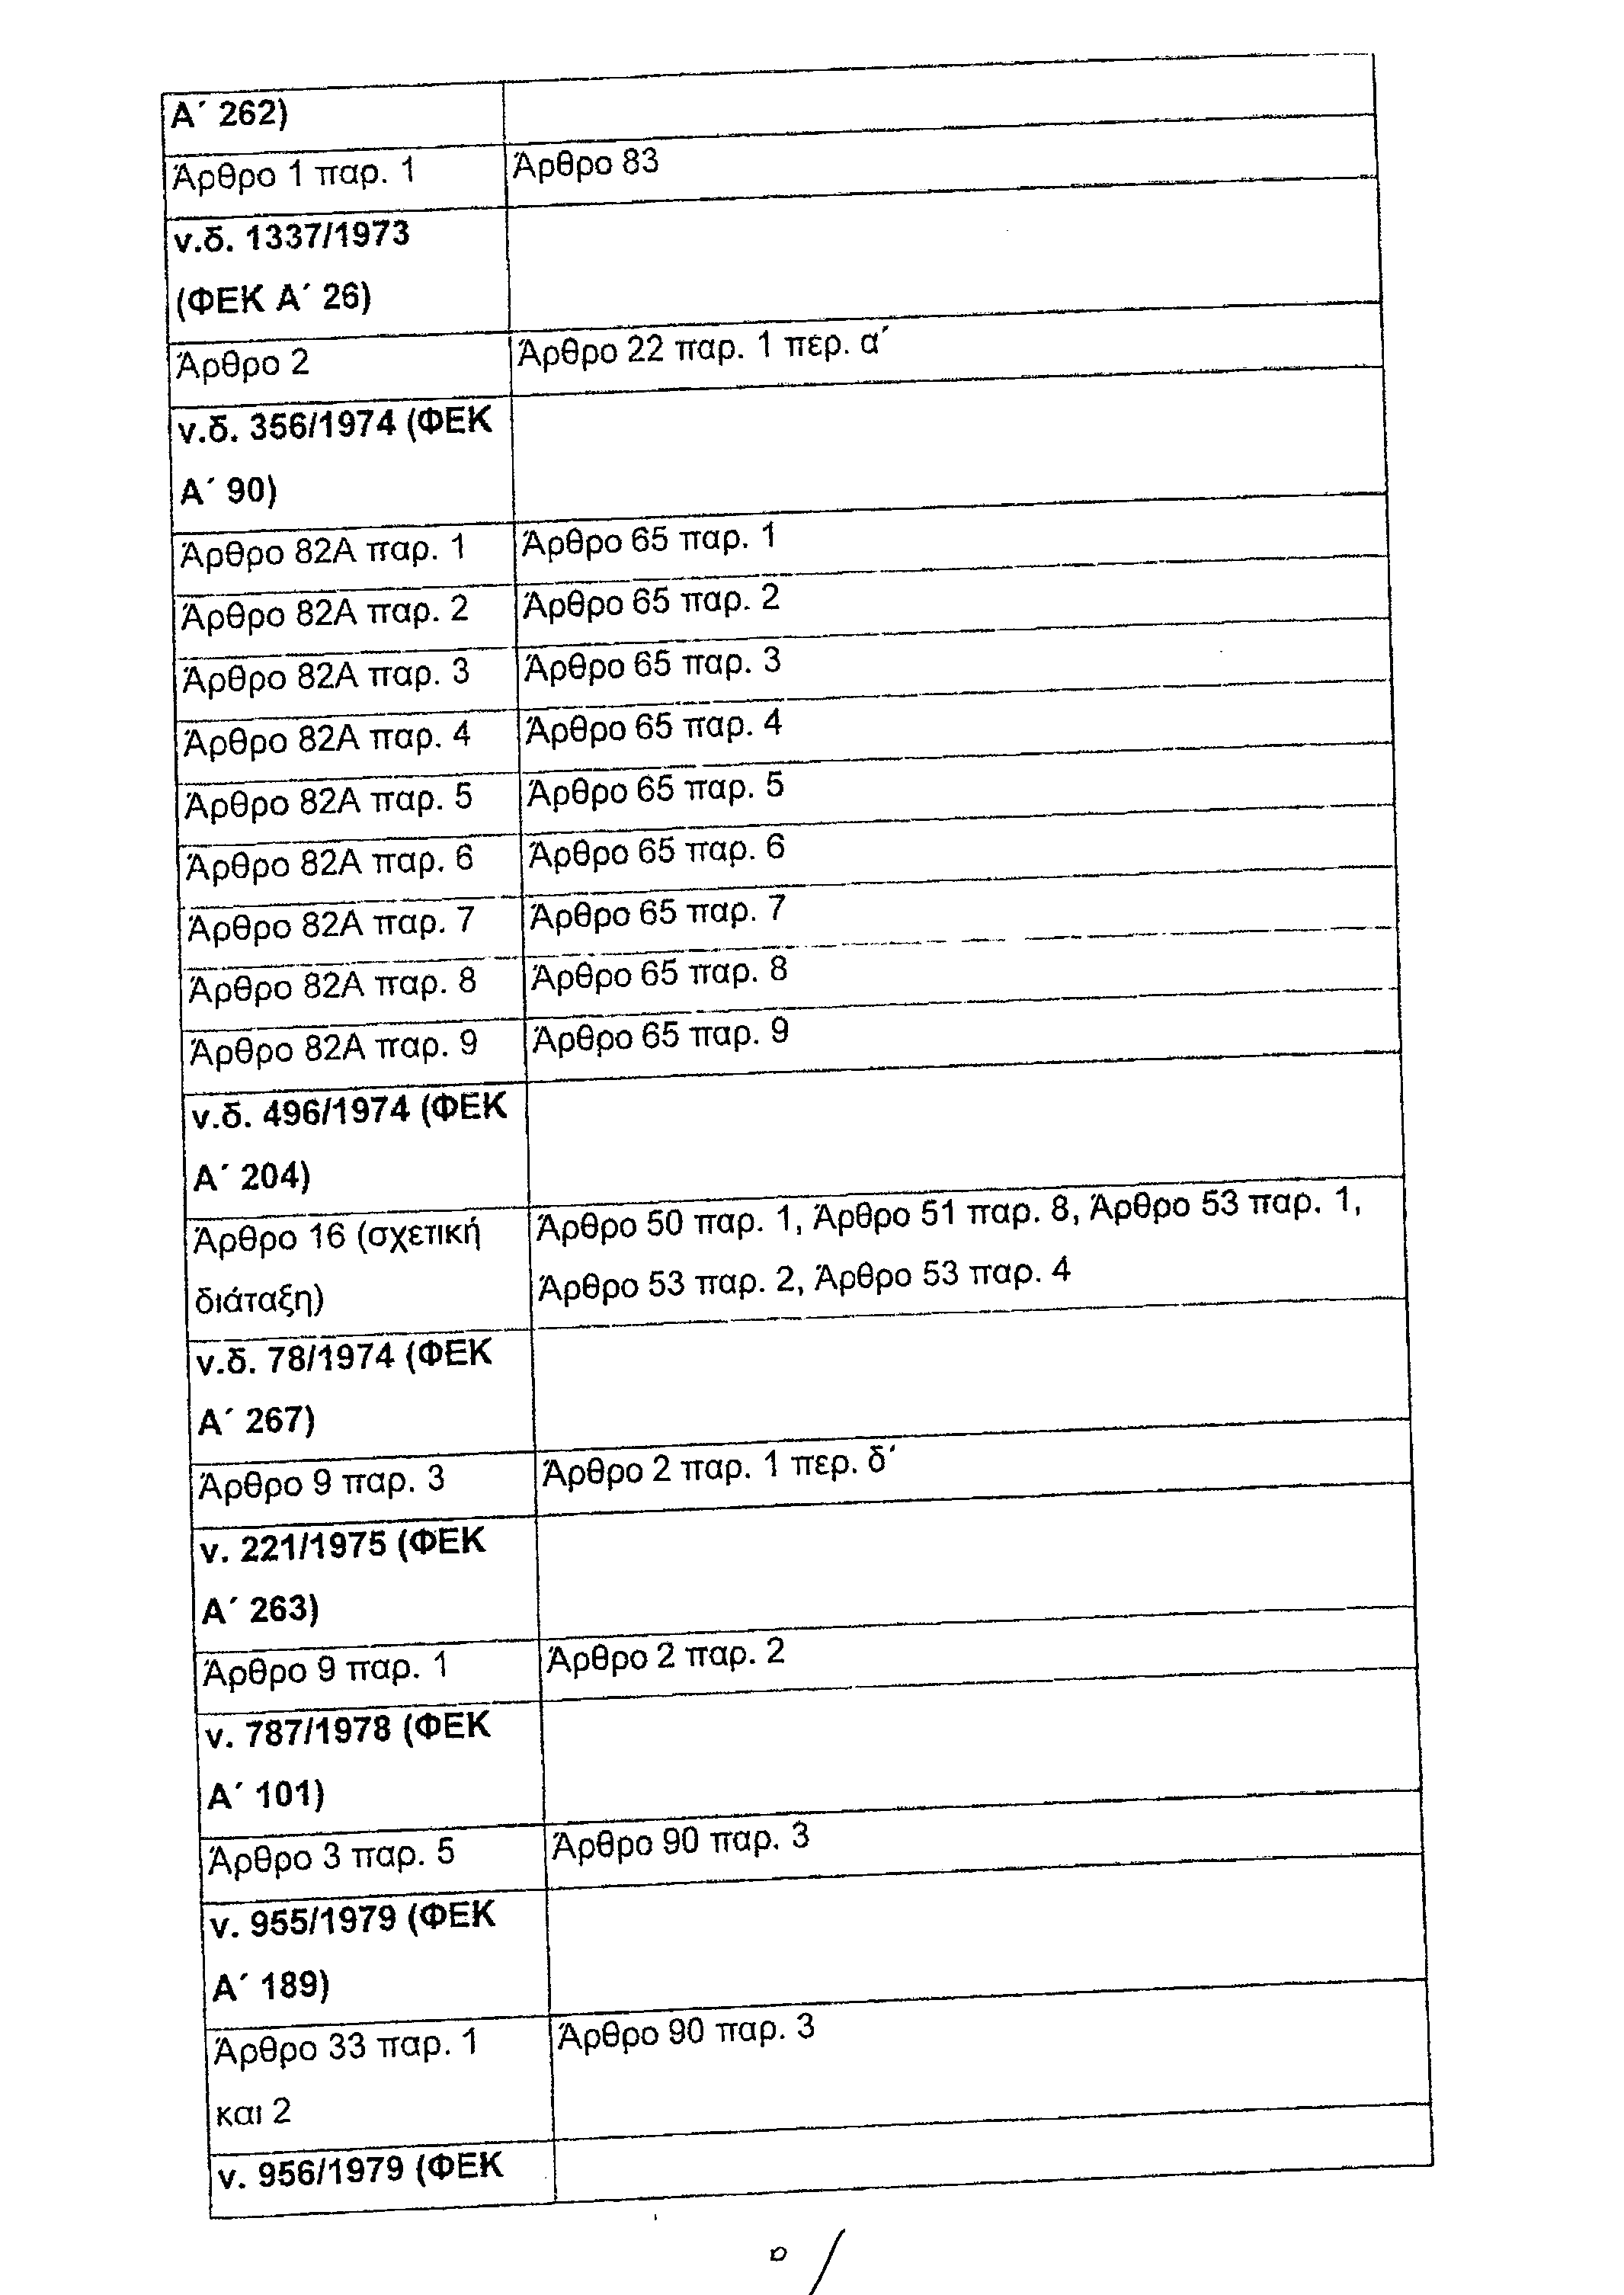 Α΄ 262)
Άρθρο 1 παρ. 1 Άρθρο 83
ν.δ. 1337/1973
(ΦΕΚ Α΄ 26)
Άρθρο 2 Άρθρο 22 παρ. 1 περ. α΄
ν.δ. 356/1974 (ΦΕΚ
Α΄ 90)
Άρθρο 82Α παρ. 1 Άρθρο 65 παρ. 1
Άρθρο 82Α παρ. 2 Άρθρο 65 παρ. 2
Άρθρο 82Α παρ. 3 Άρθρο 65 παρ. 3
Άρθρο 82Α παρ. 4 Άρθρο 65 παρ. 4
Άρθρο 82Α παρ. 5 Άρθρο 65 παρ. 5
Άρθρο 82Α παρ. 6 Άρθρο 65 παρ. 6
Άρθρο 82Α παρ. 7 Άρθρο 65 παρ. 7
Άρθρο 82Α παρ. 8 Άρθρο 65 παρ. 8
Άρθρο 82Α παρ. 9 Άρθρο 65 παρ. 9
ν.δ. 496/1974 (ΦΕΚ
Α΄ 204)
Άρθρο 16 (σχετική Άρθρο 50 παρ. 1, Άρθρο 51 παρ. 8, Άρθρο 53 παρ. 1,
διάταξη) Άρθρο 53 παρ. 2, Άρθρο 53 παρ. 4
ν.δ. 78/1974 (ΦΕΚ
Α΄ 267)
Άρθρο 9 παρ. 3 Άρθρο 2 παρ. 1 περ. δ΄
ν. 221/1975 (ΦΕΚ
Α΄ 263)
Άρθρο 9 παρ. 1 Άρθρο 2 παρ. 2
ν. 787/1978 (ΦΕΚ
Α΄ 101)
Άρθρο 3 παρ. 5 Άρθρο 90 παρ. 3
ν. 955/1979 (ΦΕΚ
Α΄ 189)
Άρθρο 33 παρ. 1 Άρθρο 90 παρ. 3
και 2
ν. 956/1979 (ΦΕΚ